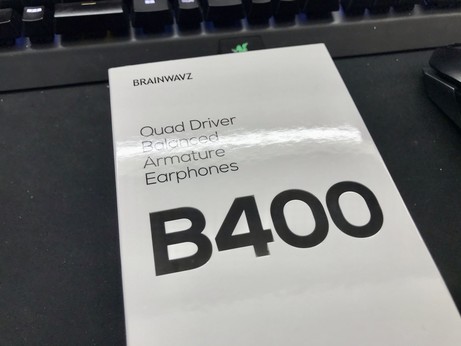 BRAINWAVZ
Quad Driver
Balanced
Armature
Earphones
B400